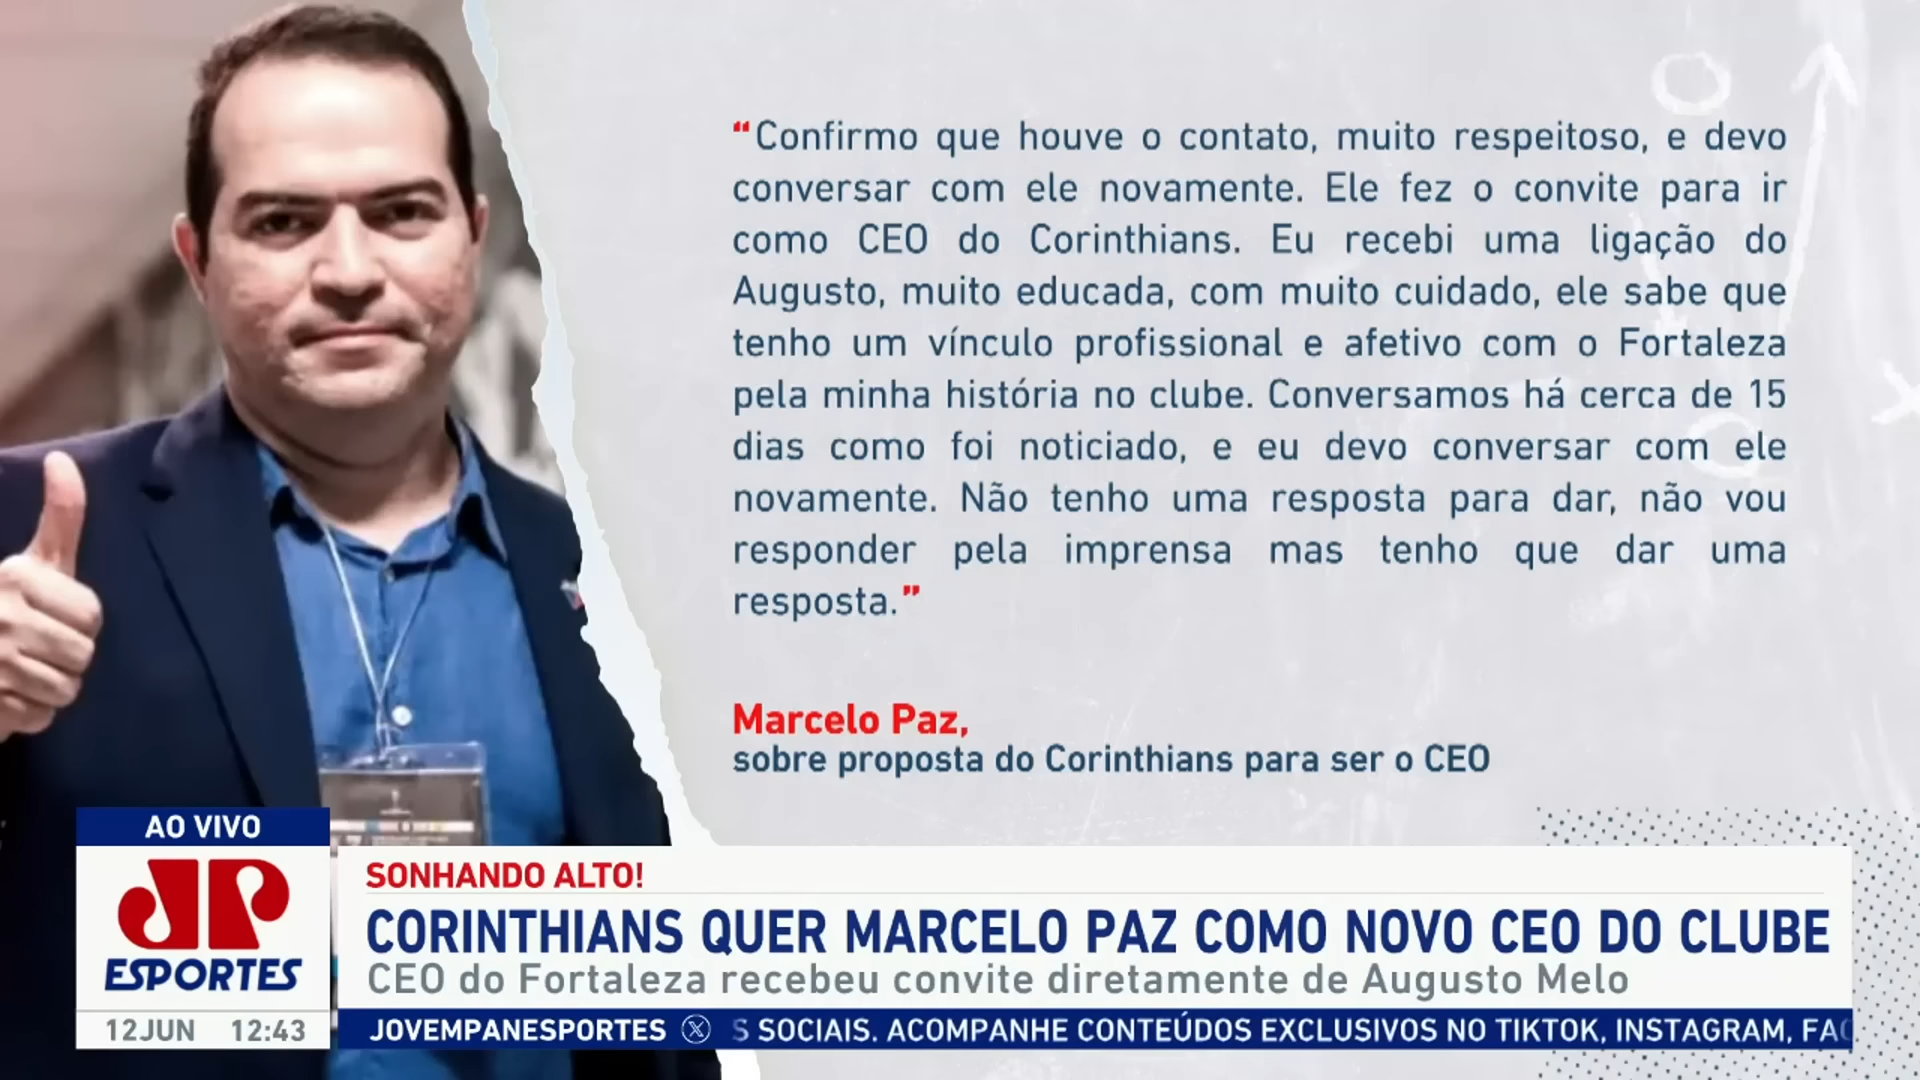 “Confirmo que houve o contato, muito respeitoso, e devo
conversar com ele novamente. Ele fez o convite para ir
como CEO do Corinthians. Eu recebi uma ligação do
Augusto, muito educada, com muito cuidado, ele sabe que
tenho um vínculo profissional e afetivo com o Fortaleza
pela minha história no clube. Conversamos há cerca de 15
dias como foi noticiado, e eu devo conversar com ele
novamente. Não tenho uma resposta para dar, não vou
responder pela imprensa mas tenho que dar uma
resposta.”
Marcelo Paz,
sobre proposta do Corinthians para ser o CEO
AO VIVO
JP
ESPORTES
12JUN 12:43
SONHANDO ALTO!
CORINTHIANS QUER MARCELO PAZ COMO NOVO CEO DO CLUBE
CEO do Fortaleza recebeu convite diretamente de Augusto Melo
JOVEMPANESPORTES X S SOCIAIS. ACOMPANHE CONTEÚDOS EXCLUSIVOS NO TIKTOK, INSTAGRAM, FAC